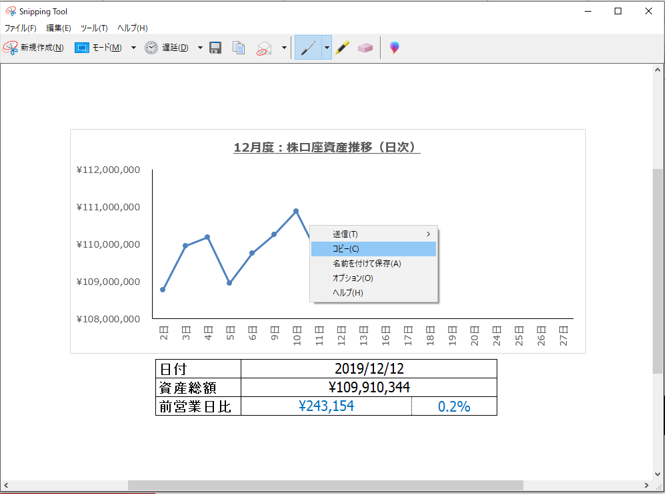 Snipping Tool
ファイル(F) 編集(E) ツール(T) ヘルプ(H)
新規作成(N) モード(M) 遅延(D)
12月度：株口座資産推移（日次）
¥112,000,000
¥111,000,000
¥110,000,000
¥109,000,000
¥108,000,000
送信(T)
コピー(C)
名前を付けて保存(A)
オプション(O)
ヘルプ(H)
2日 3日 4日 5日 6日 9日 10日 11日 12日 13日 16日 17日 18日 19日 20日 23日 24日 25日 26日 27日
日付 2019/12/12
資産総額 ¥109,910,344
前営業日比 ¥243,154 0.2%